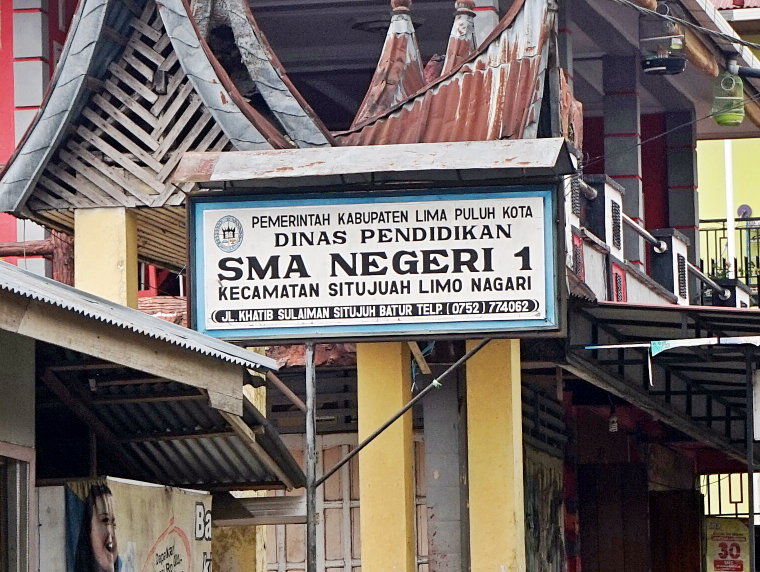 PEMERINTAH KABUPATEN LIMA PULUH KOTA
DINAS PENDIDIKAN
SMA NEGERI 1
KECAMATAN SITUJUAH LIMO NAGARI
JL. KHATIB SULAIMAN SITUJUH BATUR TELP. (0752) 774062
Ba
30